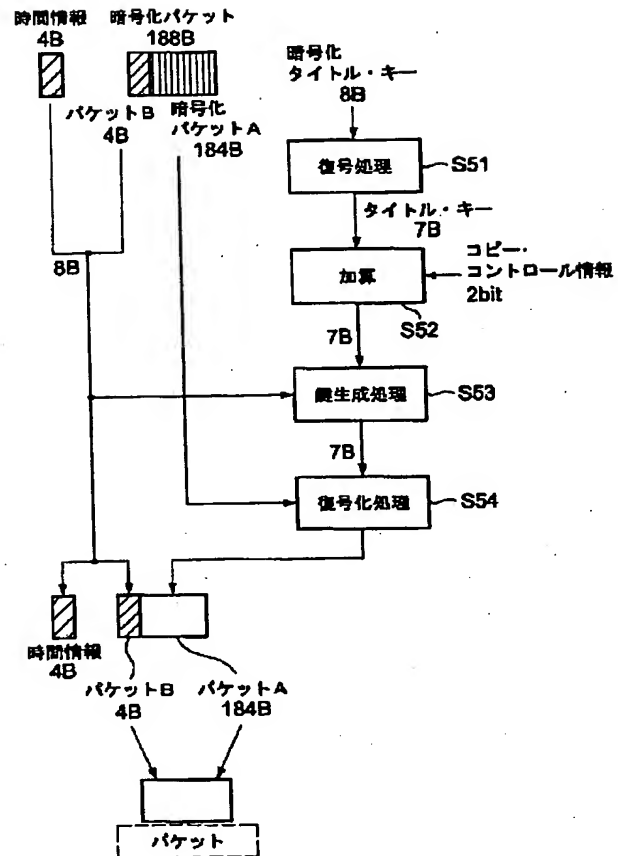 時間情報
4B
暗号化パケット
188B
暗号化
タイトル・キー
8B
パケットB
4B
暗号化
パケットA
184B
復号処理
S51
タイトル・キー
7B
8B
加算
コピー・
コントロール情報
2bit
S52
7B
鍵生成処理
S53
7B
復号化処理
S54
時間情報
4B
パケットB
4B
パケットA
184B
パケット